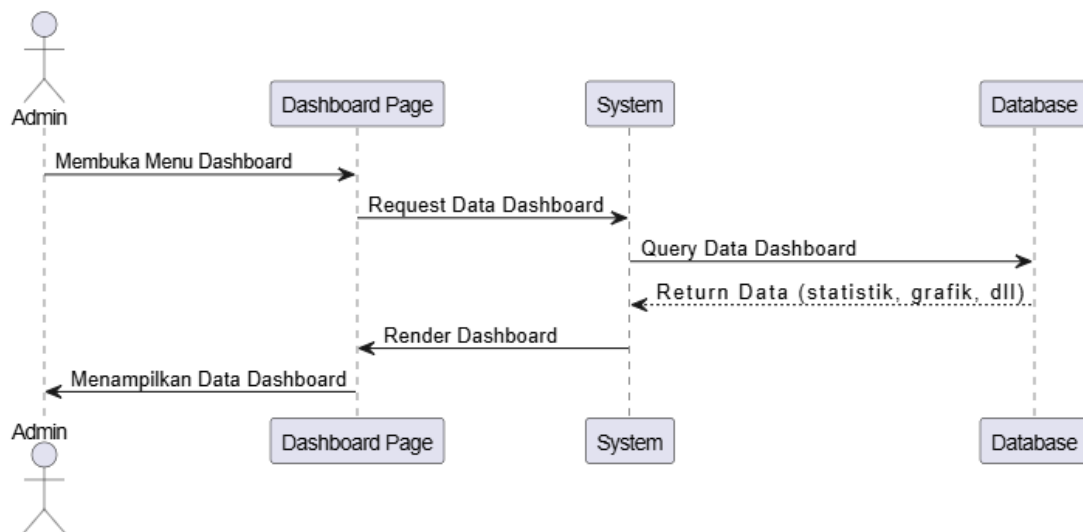 Admin
Dashboard Page
System
Database
Membuka Menu Dashboard
Request Data Dashboard
Query Data Dashboard
Return Data (statistik, grafik, dll)
Render Dashboard
Menampilkan Data Dashboard
Admin
Dashboard Page
System
Database